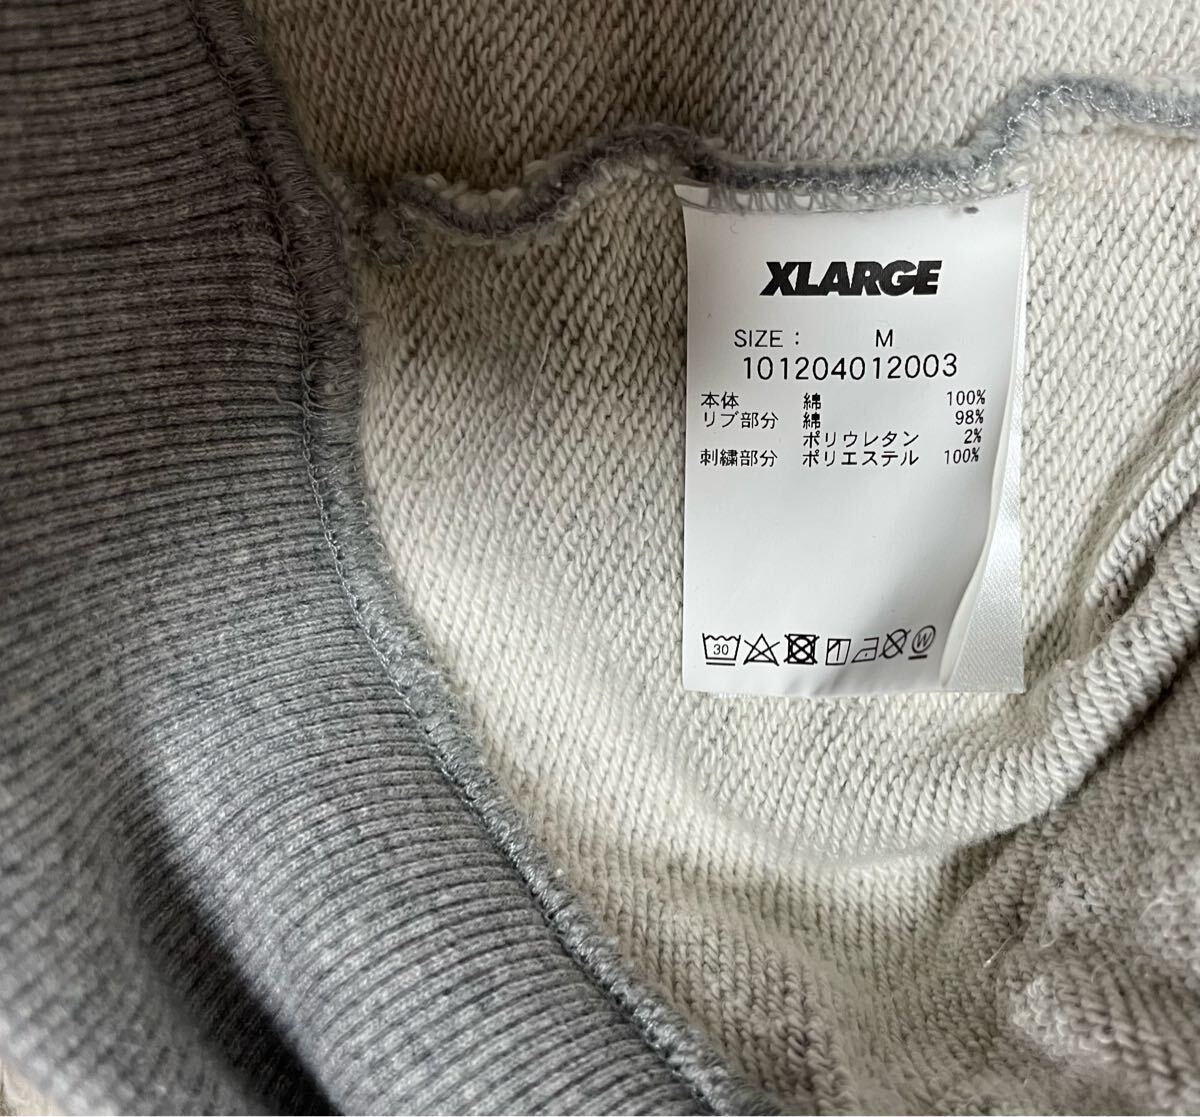 XLARGE
SIZE : M
101204012003
本体 綿 100%
リブ部分 綿 98%
ポリウレタン 2%
刺繍部分 ポリエステル 100%
30 W